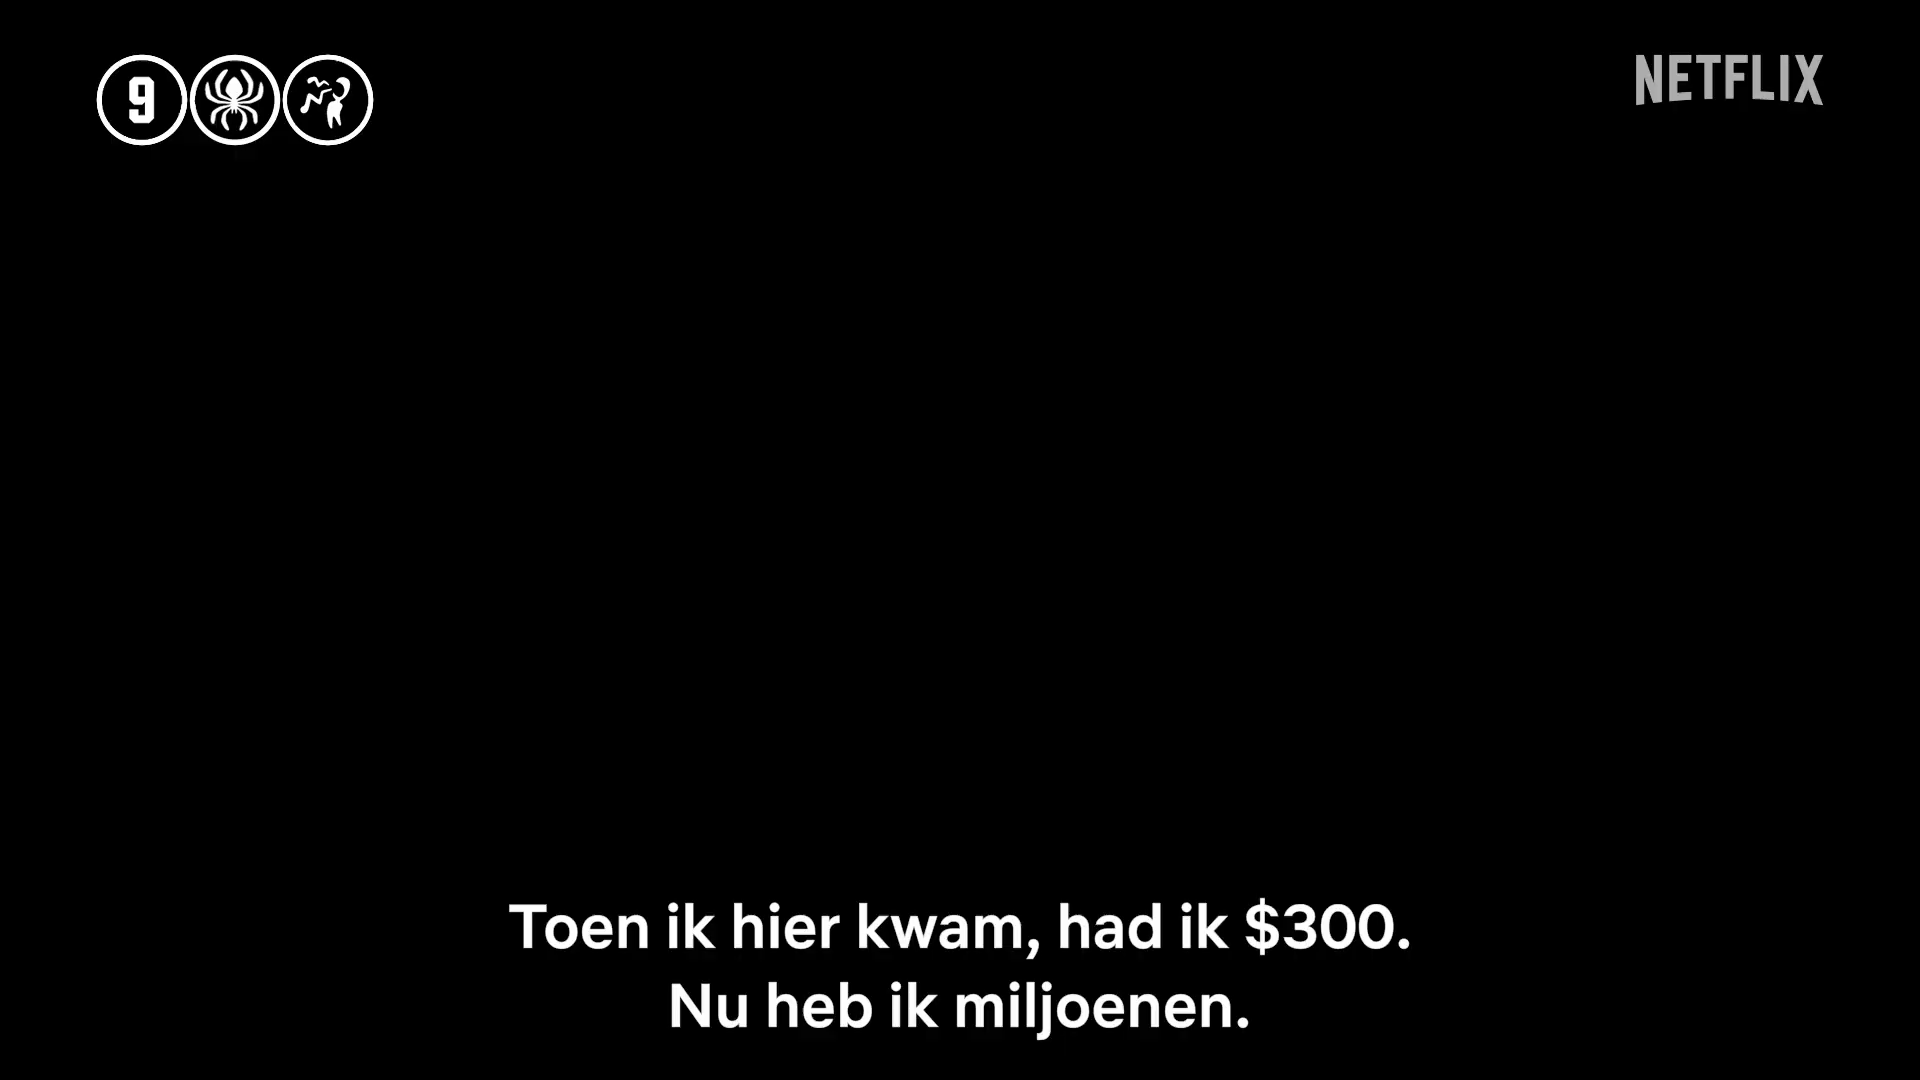 9
NETFLIX
Toen ik hier kwam, had ik $300.
Nu heb ik miljoenen.